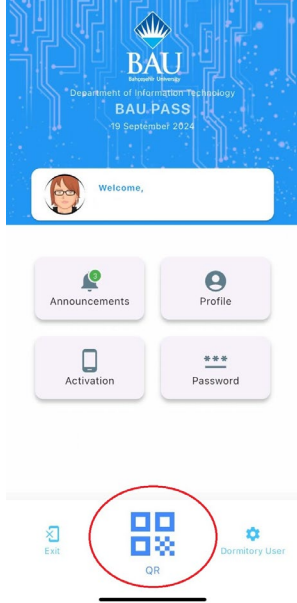 BAU
Bahçeşehir University
Department of Information Technology
BAU PASS
19 September 2024
Welcome,
3
Announcements
Profile
Activation
***
Password
Exit
QR
Dormitory User